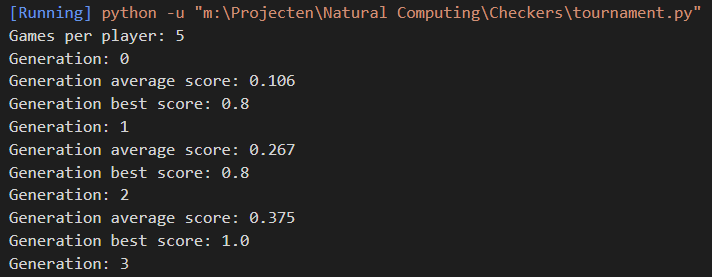 [Running] python -u "m:\Projecten\Natural Computing\Checkers\tournament.py"
Games per player: 5
Generation: 0
Generation average score: 0.106
Generation best score: 0.8
Generation: 1
Generation average score: 0.267
Generation best score: 0.8
Generation: 2
Generation average score: 0.375
Generation best score: 1.0
Generation: 3